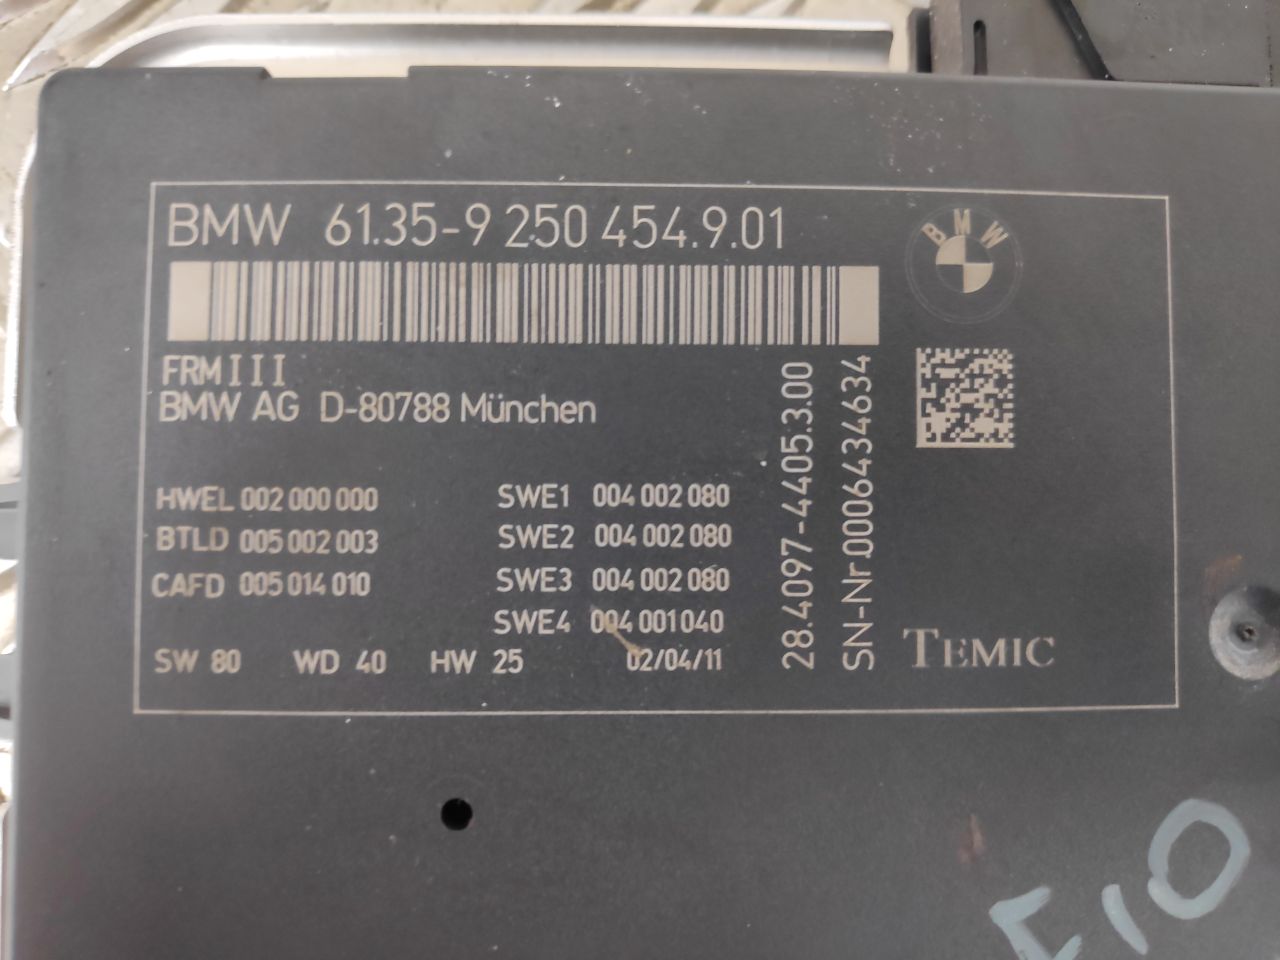 BMW 61.35-9 250 454.9.01
BMW
FRM III
BMW AG D-80788 München
HWEL 002 000 000
BTLD 005 002 003
CAFD 005 014 010
SWE1 004 002 080
SWE2 004 002 080
SWE3 004 002 080
SWE4 004 001 040
SW 80 WD 40 HW 25 02/04/11
28.4097-4405.3.00
SN-Nr.00064346 34
TEMIC
F10